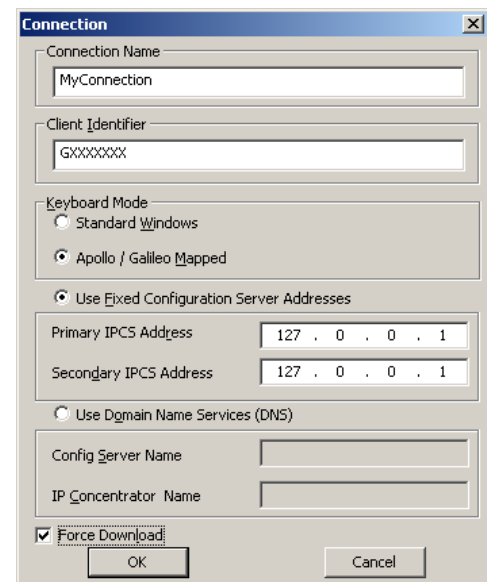 Connection
Connection Name
MyConnection
Client Identifier
GXXXXXXX
Keyboard Mode
Standard Windows
Apollo / Galileo Mapped
Use Fixed Configuration Server Addresses
Primary IPCS Address 127 . 0 . 0 . 1
Secondary IPCS Address 127 . 0 . 0 . 1
Use Domain Name Services (DNS)
Config Server Name
IP Concentrator Name
Force Download
OK Cancel